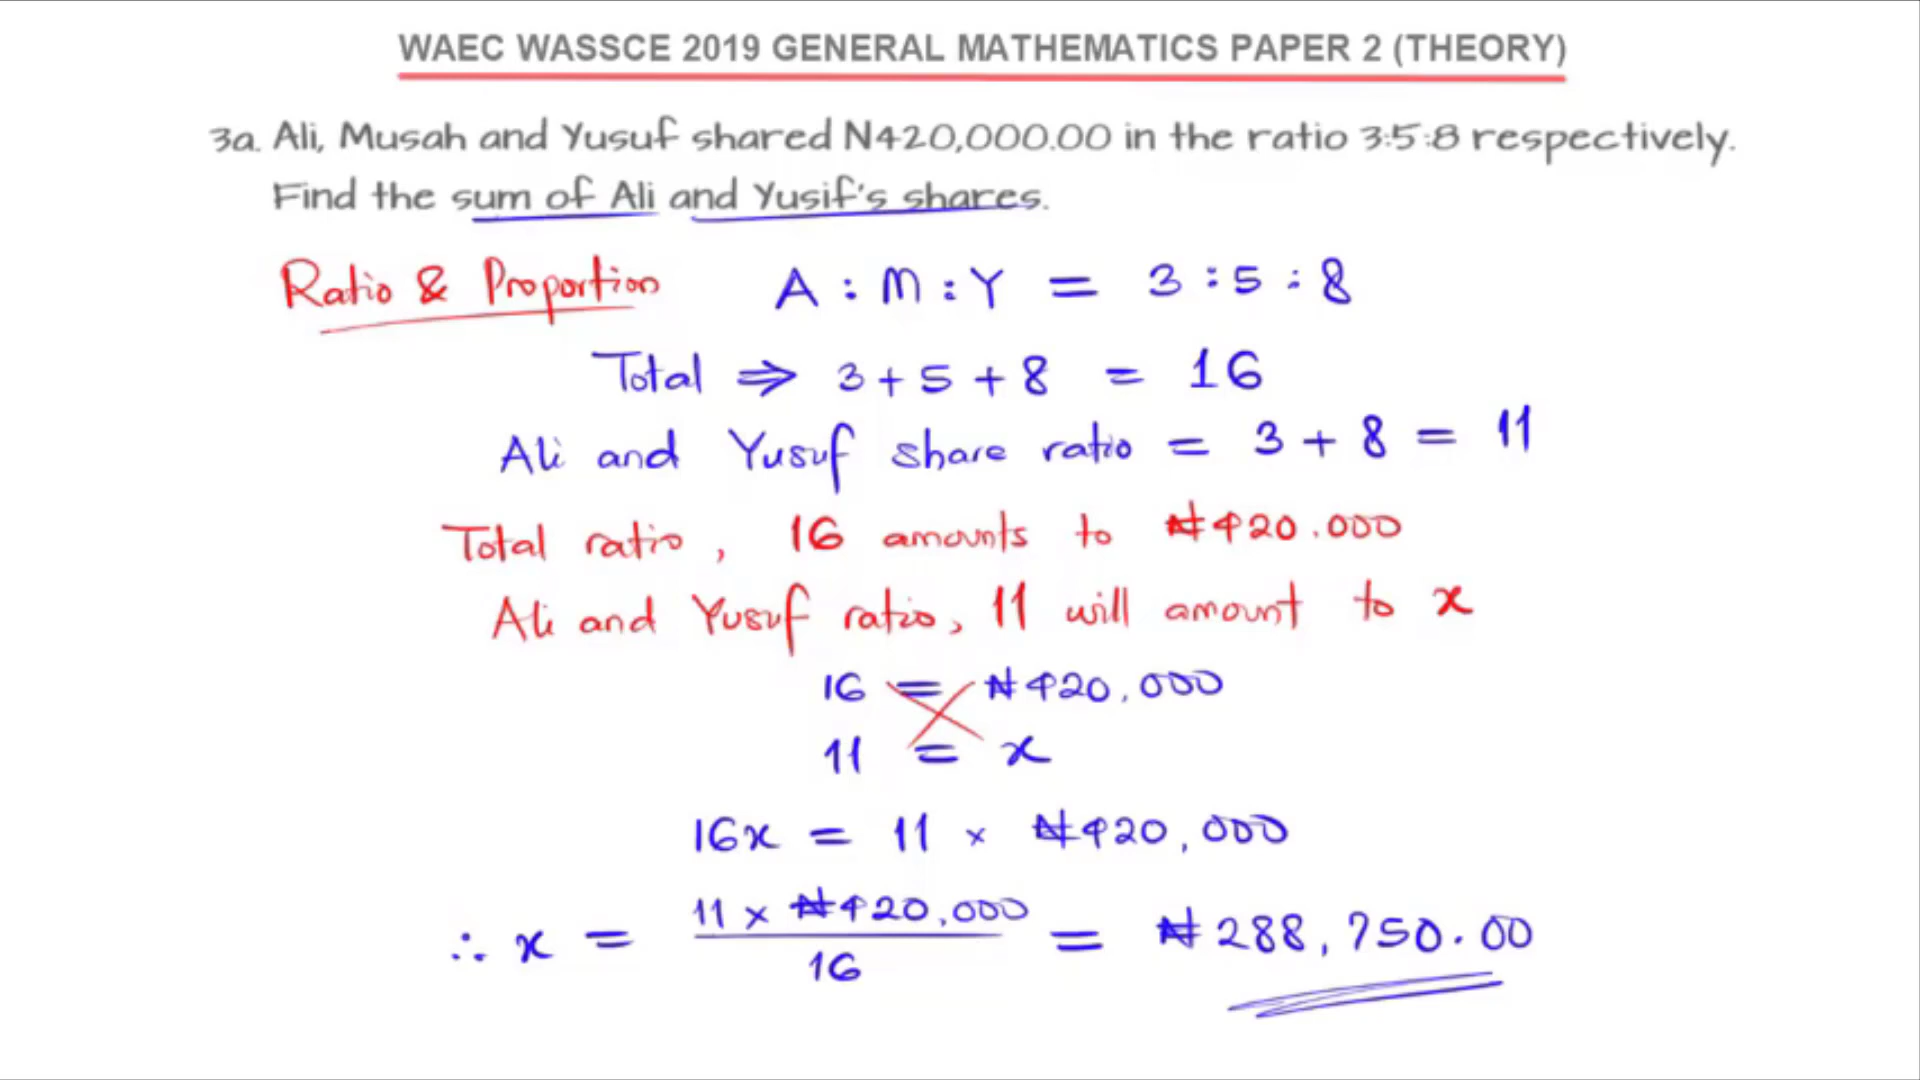 WAEC WASSCE 2019 GENERAL MATHEMATICS PAPER 2 (THEORY)
3a. Ali, Musah and Yusuf shared N420,000.00 in the ratio 3:5:8 respectively.
Find the sum of Ali and Yusif's shares.
Ratio & Proportion A : M : Y = 3 : 5 : 8
Total ⇒ 3 + 5 + 8 = 16
Ali and Yusuf share ratio = 3 + 8 = 11
Total ratio, 16 amounts to ₦420.000
Ali and Yusuf ratio, 11 will amount to x
16 = ₦420,000
11 = x
16x = 11 × ₦420,000
∴ x = 11 × ₦420,000 / 16 = ₦288,750.00